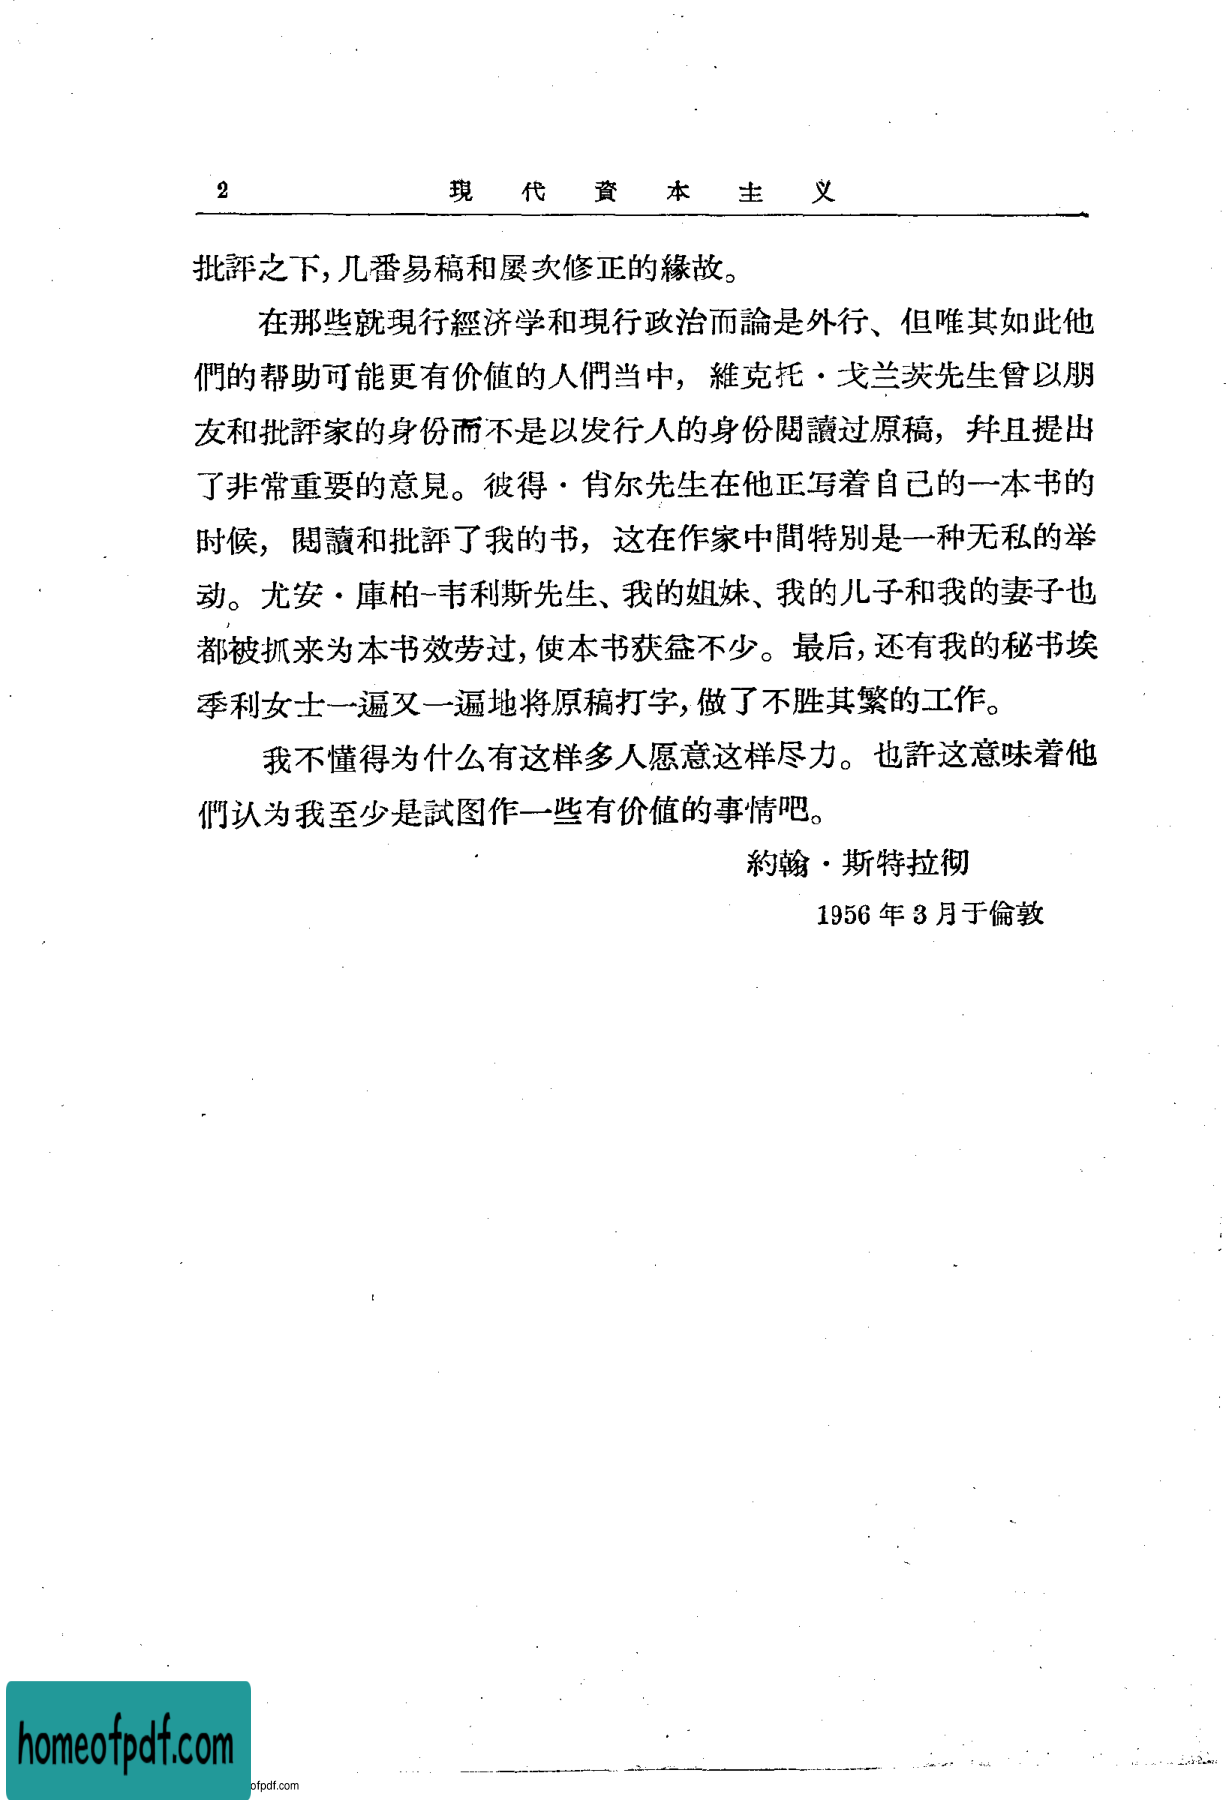 2 現代資本主义
批評之下,几番易稿和屡次修正的緣故。
在那些就現行經济学和現行政治而論是外行、但唯其如此他
們的帮助可能更有价值的人們当中,維克托·戈兰茨先生曾以朋
友和批評家的身份而不是以发行人的身份閱讀过原稿,幷且提出
了非常重要的意見。彼得·肖尔先生在他正写着自己的一本书的
时候,閱讀和批評了我的书,这在作家中間特別是一种无私的举
动。尤安·庫柏-韦利斯先生、我的姐妹、我的儿子和我的妻子也
都被抓来为本书效劳过,使本书获益不少。最后,还有我的秘书埃
季利女士一遍又一遍地将原稿打字,做了不胜其繁的工作。
我不懂得为什么有这样多人愿意这样尽力。也許这意味着他
們认为我至少是試图作一些有价值的事情吧。
約翰·斯特拉彻
1956 年 3 月于倫敦
homeofpdf.com
ofpdf.com